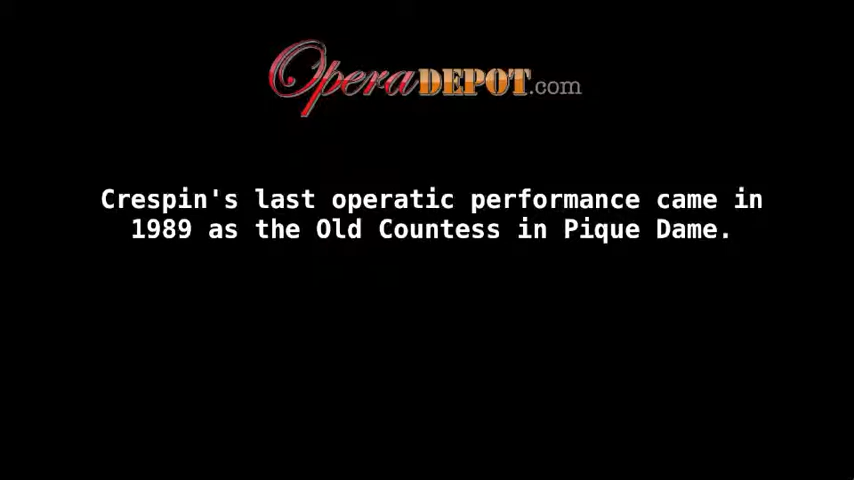 OperaDEPOT.com
Crespin's last operatic performance came in
1989 as the Old Countess in Pique Dame.